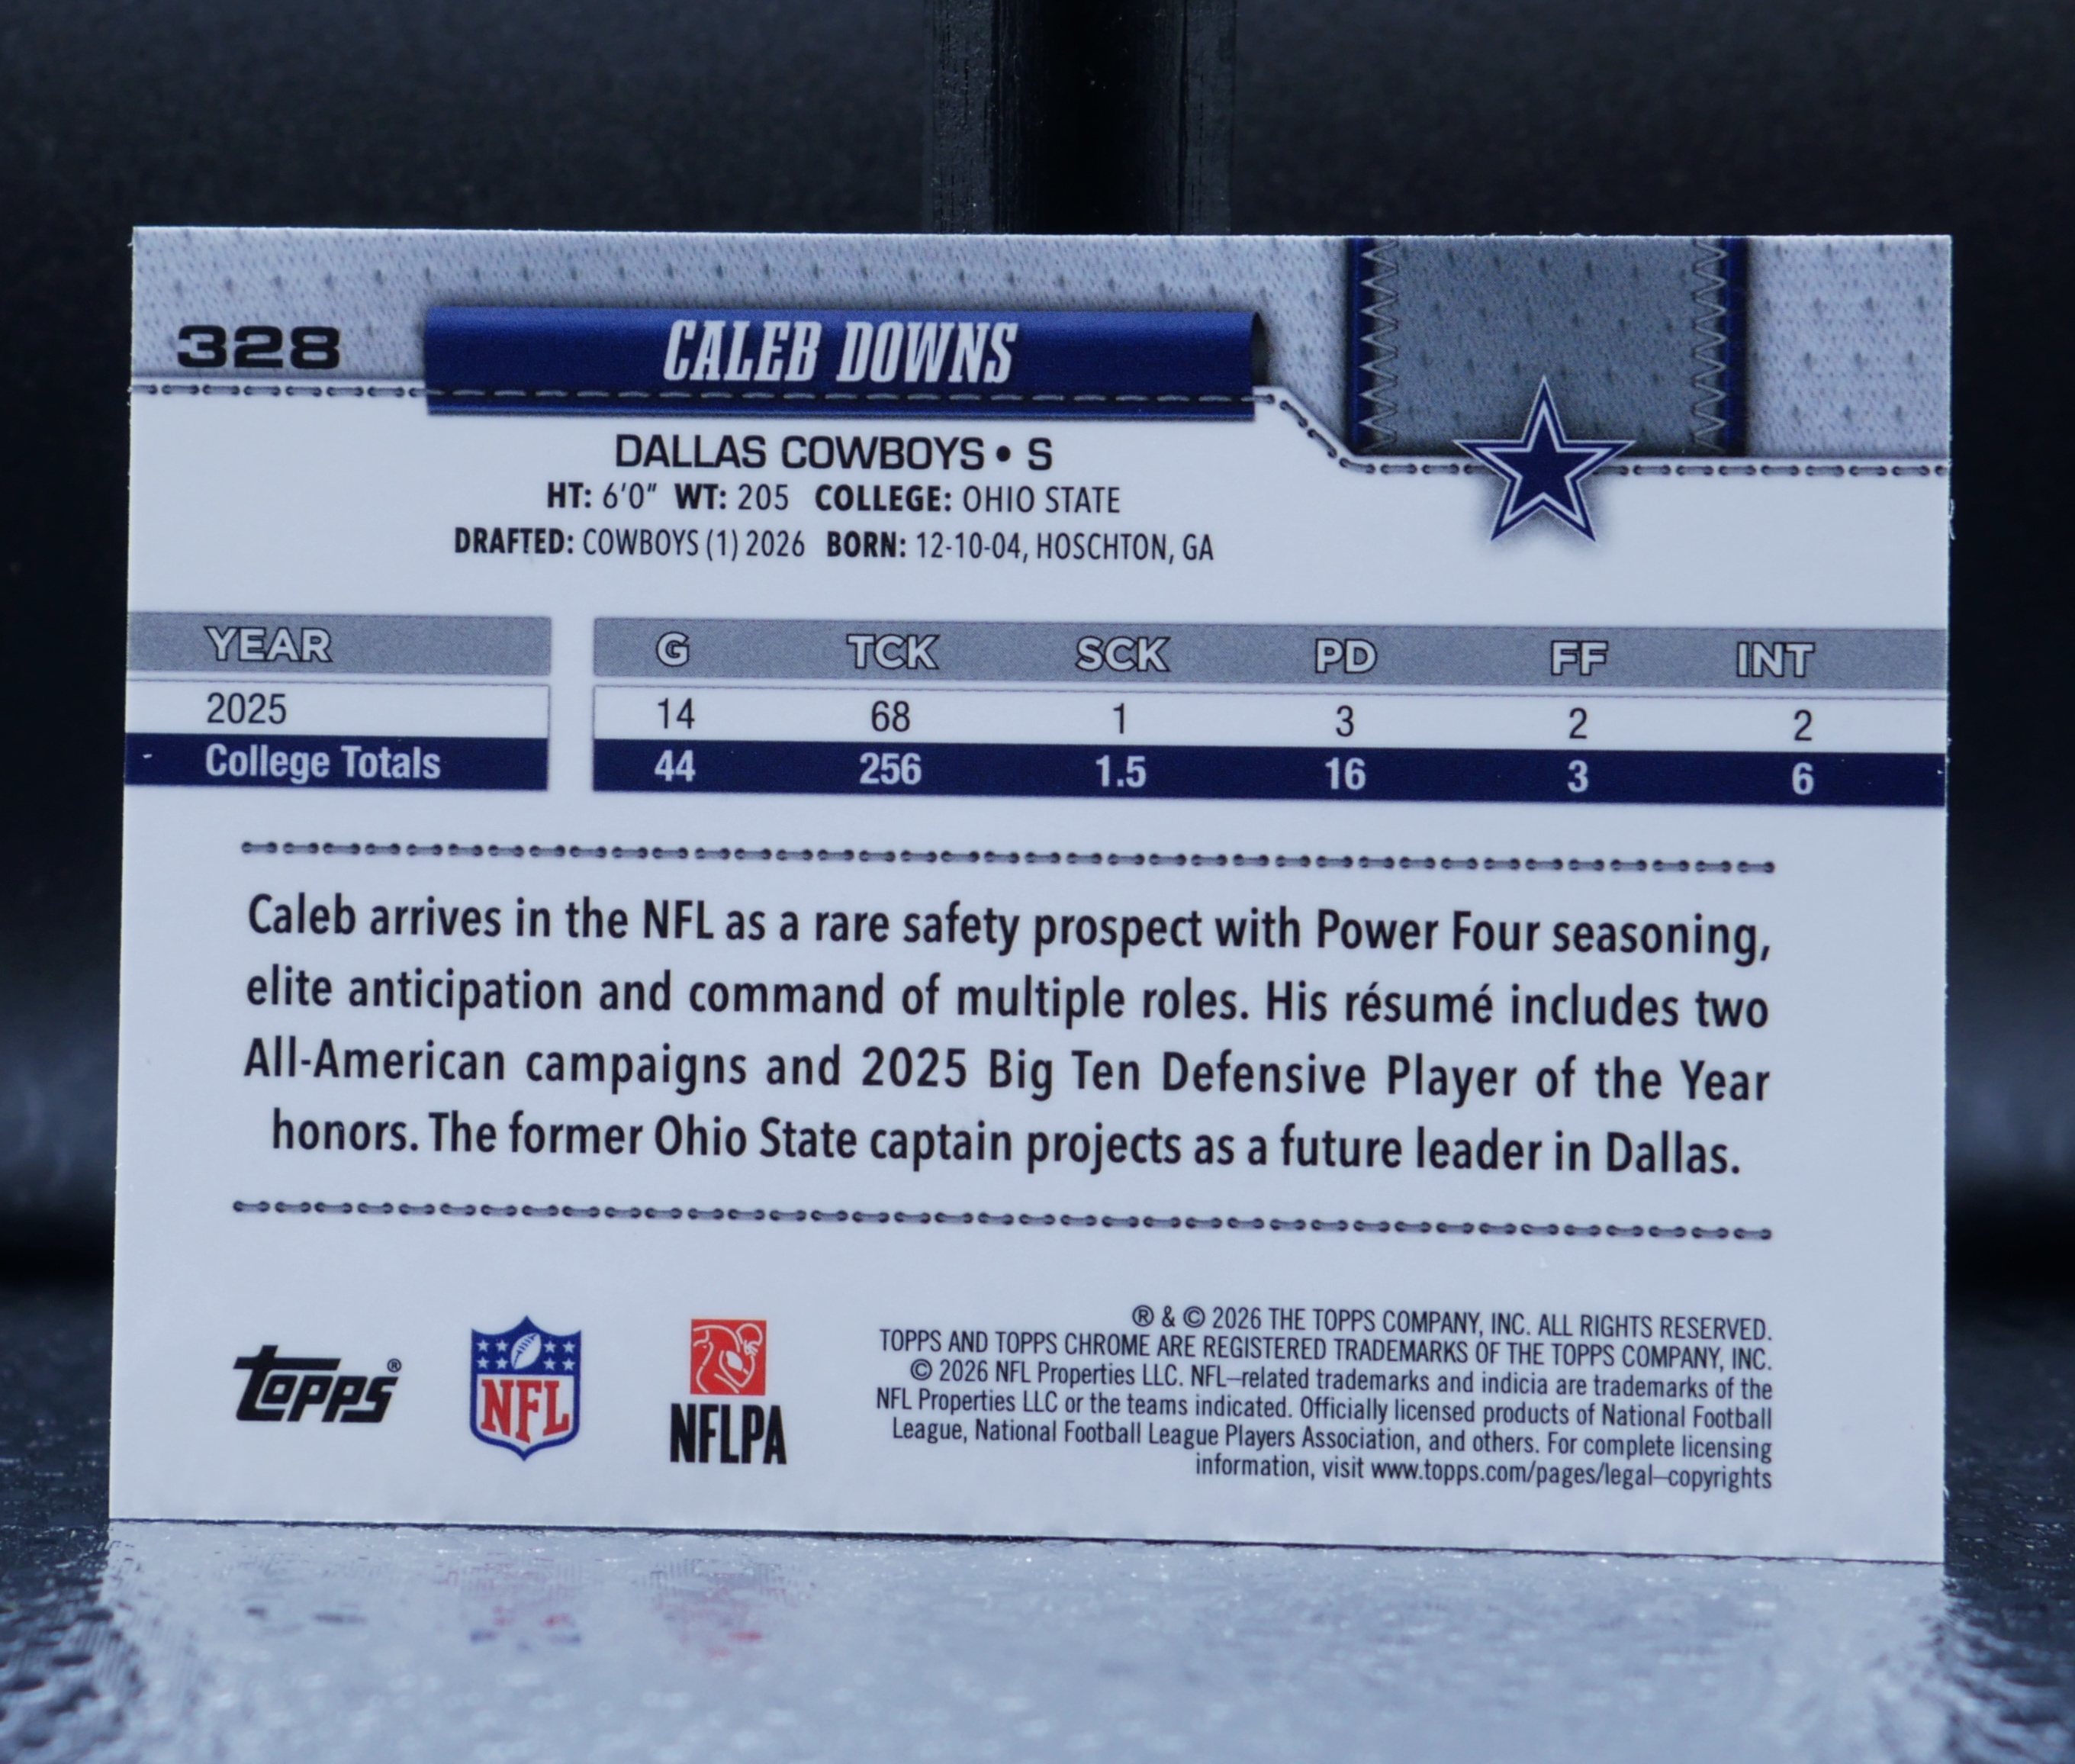 328
CALEB DOWNS
DALLAS COWBOYS • S
HT: 6'0" WT: 205 COLLEGE: OHIO STATE
DRAFTED: COWBOYS (1) 2026 BORN: 12-10-04, HOSCHTON, GA
YEAR G TCK SCK PD FF INT
2025 14 68 1 3 2 2
College Totals 44 256 1.5 16 3 6
Caleb arrives in the NFL as a rare safety prospect with Power Four seasoning,
elite anticipation and command of multiple roles. His résumé includes two
All-American campaigns and 2025 Big Ten Defensive Player of the Year
honors. The former Ohio State captain projects as a future leader in Dallas.
topps®
NFL
NFLPA
® & © 2026 THE TOPPS COMPANY, INC. ALL RIGHTS RESERVED.
TOPPS AND TOPPS CHROME ARE REGISTERED TRADEMARKS OF THE TOPPS COMPANY, INC.
© 2026 NFL Properties LLC. NFL–related trademarks and indicia are trademarks of the
NFL Properties LLC or the teams indicated. Officially licensed products of National Football
League, National Football League Players Association, and others. For complete licensing
information, visit www.topps.com/pages/legal–copyrights